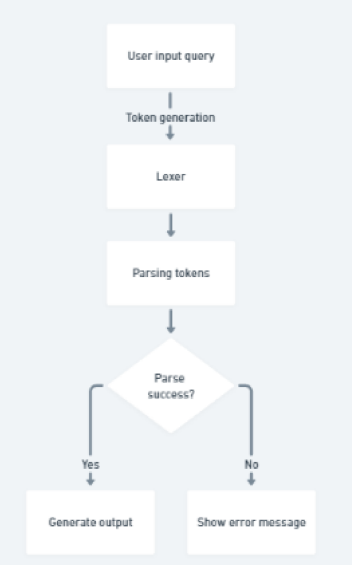 User input query
Token generation
Lexer
Parsing tokens
Parse
success?
Yes
No
Generate output
Show error message